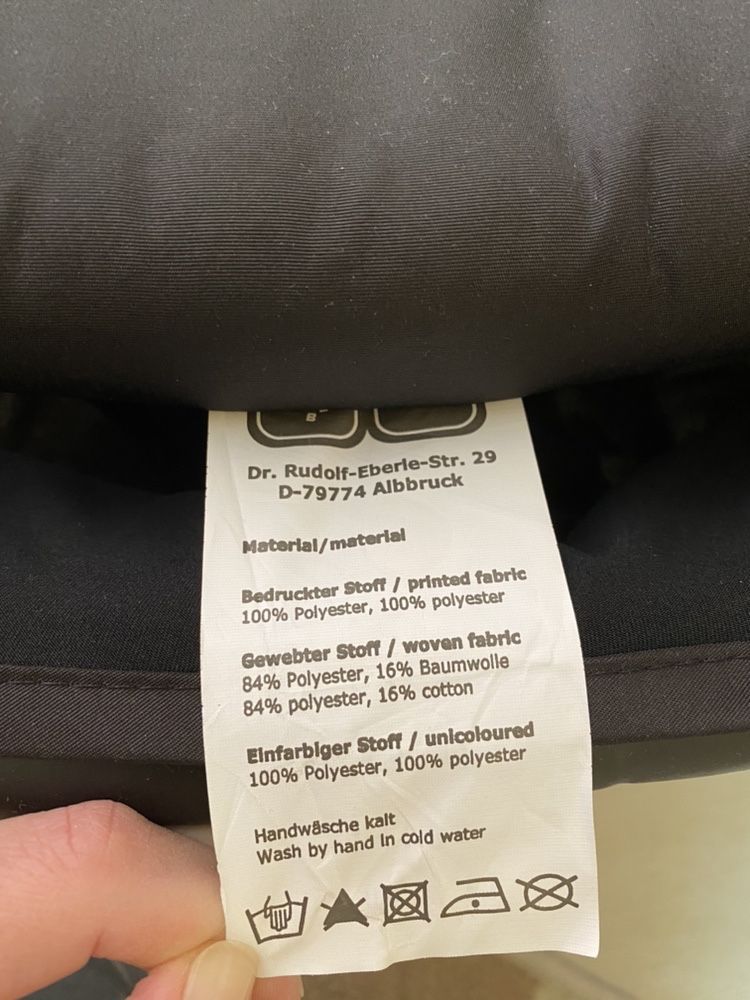 B
Dr. Rudolf-Eberle-Str. 29
D-79774 Albbruck
Material/material
Bedruckter Stoff / printed fabric
100% Polyester, 100% polyester
Gewebter Stoff / woven fabric
84% Polyester, 16% Baumwolle
84% polyester, 16% cotton
Einfarbiger Stoff / unicoloured
100% Polyester, 100% polyester
Handwäsche kalt
Wash by hand in cold water